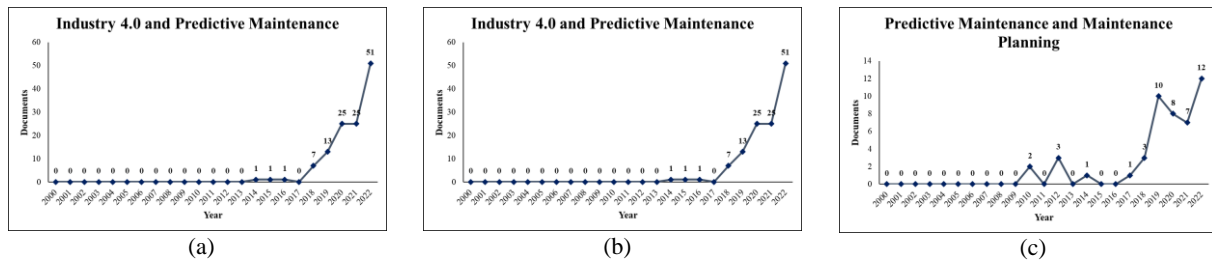 Industry 4.0 and Predictive Maintenance
60
50
40
30
20
10
0
Documents
0 0 0 0 0 0 0 0 0 0 0 0 0 0 1 1 1 0 7 13 25 25 51
2000 2001 2002 2003 2004 2005 2006 2007 2008 2009 2010 2011 2012 2013 2014 2015 2016 2017 2018 2019 2020 2021 2022
Year
(a)
Industry 4.0 and Predictive Maintenance
60
50
40
30
20
10
0
Documents
0 0 0 0 0 0 0 0 0 0 0 0 0 0 1 1 1 0 7 13 25 25 51
2000 2001 2002 2003 2004 2005 2006 2007 2008 2009 2010 2011 2012 2013 2014 2015 2016 2017 2018 2019 2020 2021 2022
Year
(b)
Predictive Maintenance and Maintenance
Planning
14
12
10
8
6
4
2
0
Documents
0 0 0 0 0 0 0 0 0 0 2 0 3 0 1 0 0 1 3 10 8 7 12
2000 2001 2002 2003 2004 2005 2006 2007 2008 2009 2010 2011 2012 2013 2014 2015 2016 2017 2018 2019 2020 2021 2022
Year
(c)